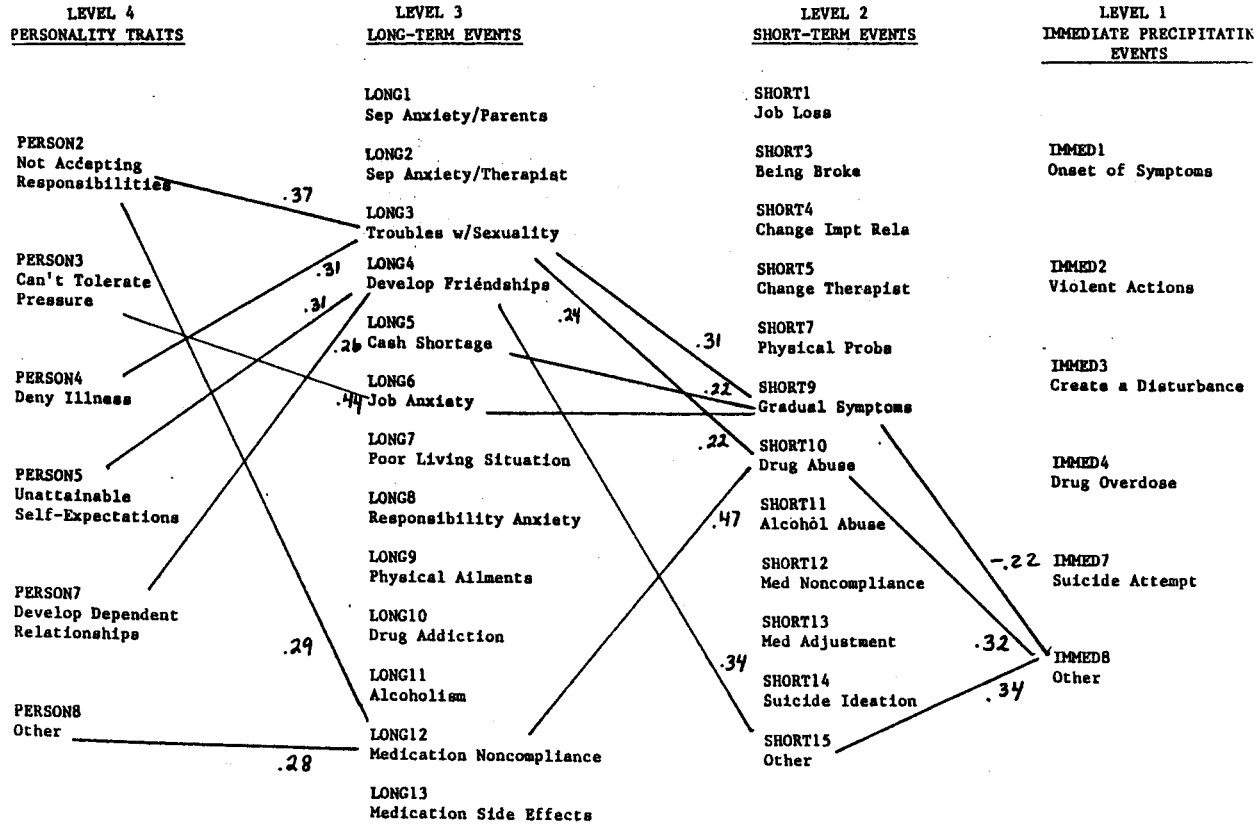 LEVEL 4
PERSONALITY TRAITS
PERSON2
Not Accepting
Responsibilities
PERSON3
Can't Tolerate
Pressure
PERSON4
Deny Illness
PERSON5
Unattainable
Self-Expectations
PERSON7
Develop Dependent
Relationships
PERSON8
Other
.37
.31
.31
.26
.44
.29
.28
LEVEL 3
LONG-TERM EVENTS
LONG1
Sep Anxiety/Parents
LONG2
Sep Anxiety/Therapist
LONG3
Troubles w/Sexuality
LONG4
Develop Friendships
LONG5
Cash Shortage
LONG6
Job Anxiety
LONG7
Poor Living Situation
LONG8
Responsibility Anxiety
LONG9
Physical Ailments
LONG10
Drug Addiction
LONG11
Alcoholism
LONG12
Medication Noncompliance
LONG13
Medication Side Effects
.24
.31
.22
.22
.47
.34
LEVEL 2
SHORT-TERM EVENTS
SHORT1
Job Loss
SHORT3
Being Broke
SHORT4
Change Impt Rela
SHORT5
Change Therapist
SHORT7
Physical Probs
SHORT9
Gradual Symptoms
SHORT10
Drug Abuse
SHORT11
Alcohol Abuse
SHORT12
Med Noncompliance
SHORT13
Med Adjustment
SHORT14
Suicide Ideation
SHORT15
Other
-.22
.32
.34
LEVEL 1
IMMEDIATE PRECIPITATIN
EVENTS
IMMED1
Onset of Symptoms
IMMED2
Violent Actions
IMMED3
Create a Disturbance
IMMED4
Drug Overdose
IMMED7
Suicide Attempt
IMMED8
Other